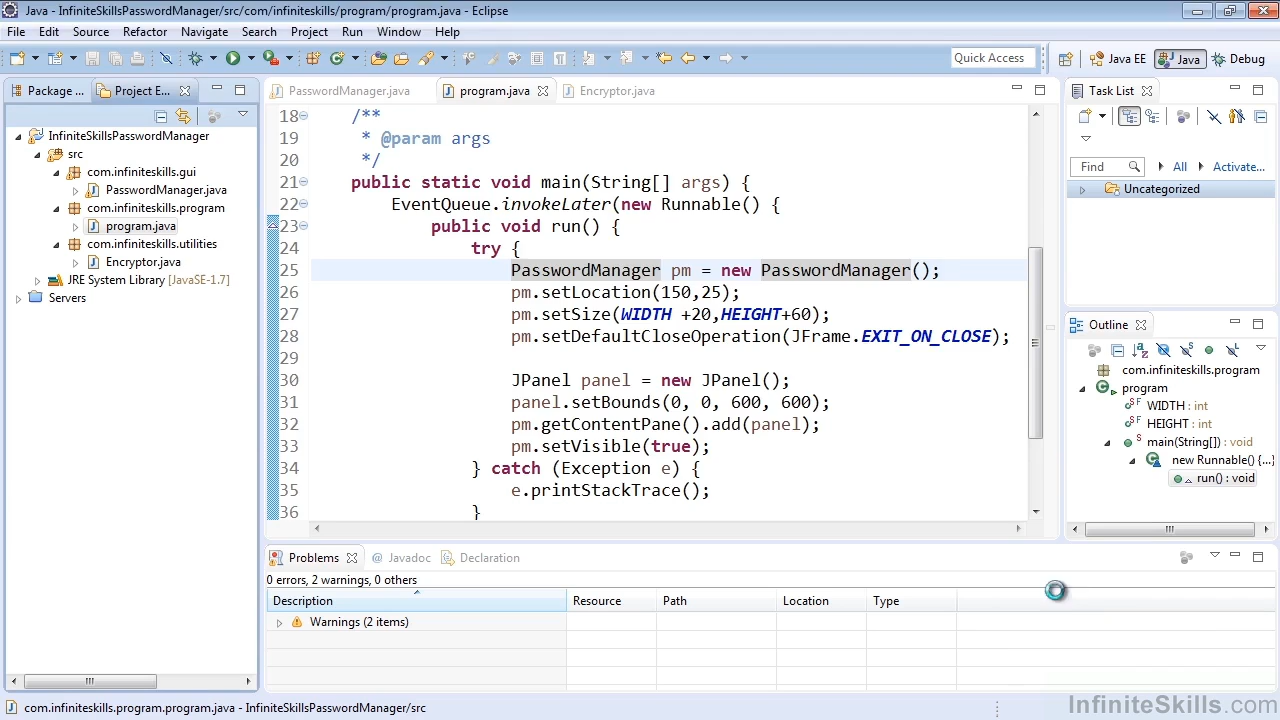 Java - InfiniteSkillsPasswordManager/src/com/infiniteskills/program/program.java - Eclipse
File Edit Source Refactor Navigate Search Project Run Window Help
Quick Access
Java EE
Java
Debug
Package ...
Project E...
InfiniteSkillsPasswordManager
src
com.infiniteskills.gui
PasswordManager.java
com.infiniteskills.program
program.java
com.infiniteskills.utilities
Encryptor.java
JRE System Library [JavaSE-1.7]
Servers
PasswordManager.java
program.java
Encryptor.java
18 /**
19 * @param args
20 */
21 public static void main(String[] args) {
22 EventQueue.invokeLater(new Runnable() {
23 public void run() {
24 try {
25 PasswordManager pm = new PasswordManager();
26 pm.setLocation(150,25);
27 pm.setSize(WIDTH +20,HEIGHT+60);
28 pm.setDefaultCloseOperation(JFrame.EXIT_ON_CLOSE);
29
30 JPanel panel = new JPanel();
31 panel.setBounds(0, 0, 600, 600);
32 pm.getContentPane().add(panel);
33 pm.setVisible(true);
34 } catch (Exception e) {
35 e.printStackTrace();
36 }
Task List
Find
All
Activate...
Uncategorized
Outline
com.infiniteskills.program
program
WIDTH : int
HEIGHT : int
main(String[]) : void
new Runnable() {...}
run() : void
Problems
@ Javadoc
Declaration
0 errors, 2 warnings, 0 others
Description Resource Path Location Type
Warnings (2 items)
com.infiniteskills.program.program.java - InfiniteSkillsPasswordManager/src
InfiniteSkills.com